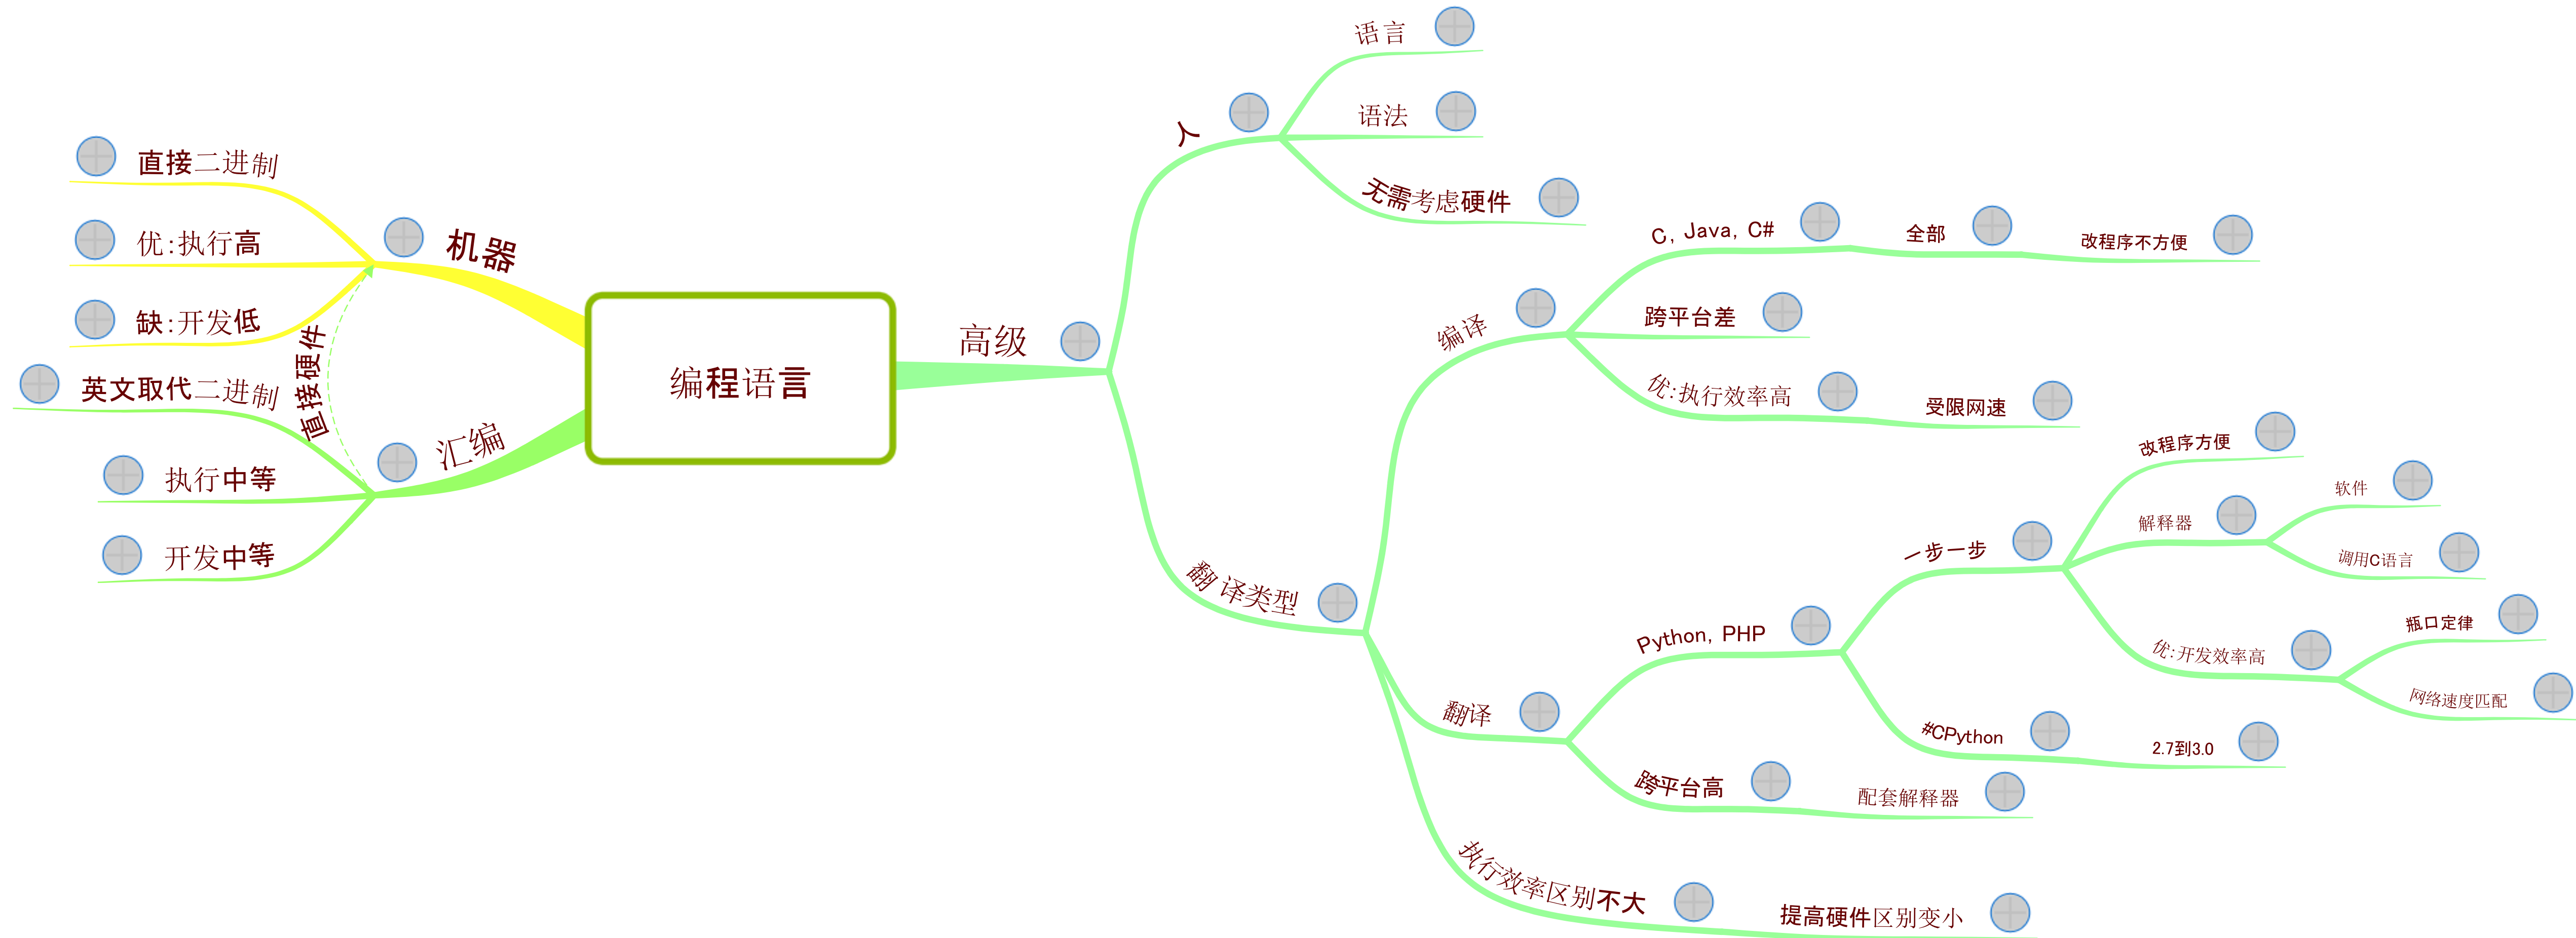 编程语言
机器
直接二进制
优:执行高
缺:开发低
直接硬件
汇编
英文取代二进制
执行中等
开发中等
高级
人
语言
语法
无需考虑硬件
翻 译类型
编译
C, Java, C#
全部
改程序不方便
跨平台差
优:执行效率高
受限网速
翻译
Python, PHP
一步一步
改程序方便
解释器
软件
调用C语言
优:开发效率高
瓶口定律
网络速度匹配
#CPython
2.7到3.0
跨平台高
配套解释器
执行效率区别不大
提高硬件区别变小